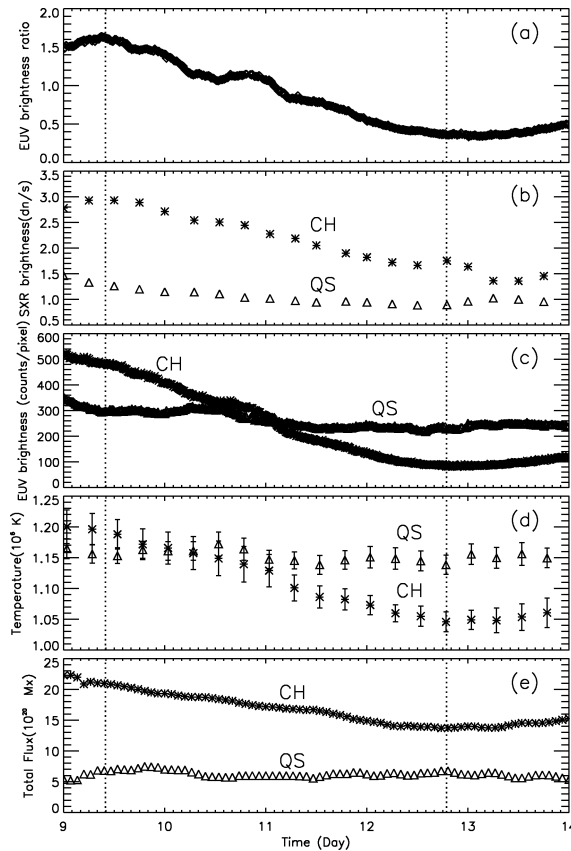 (a)
EUV brightness ratio
2.0
1.5
1.0
0.5
0.0
(b)
SXR brightness(dn/s)
3.5
3.0
2.5
2.0
1.5
1.0
0.5
CH
QS
(c)
EUV brightness (counts/pixel)
600
500
400
300
200
100
0
CH
QS
(d)
Temperature(10⁶ K)
1.25
1.20
1.15
1.10
1.05
1.00
QS
CH
(e)
Total Flux(10²⁰ Mx)
25
20
15
10
5
0
CH
QS
9 10 11 12 13 14
Time (Day)